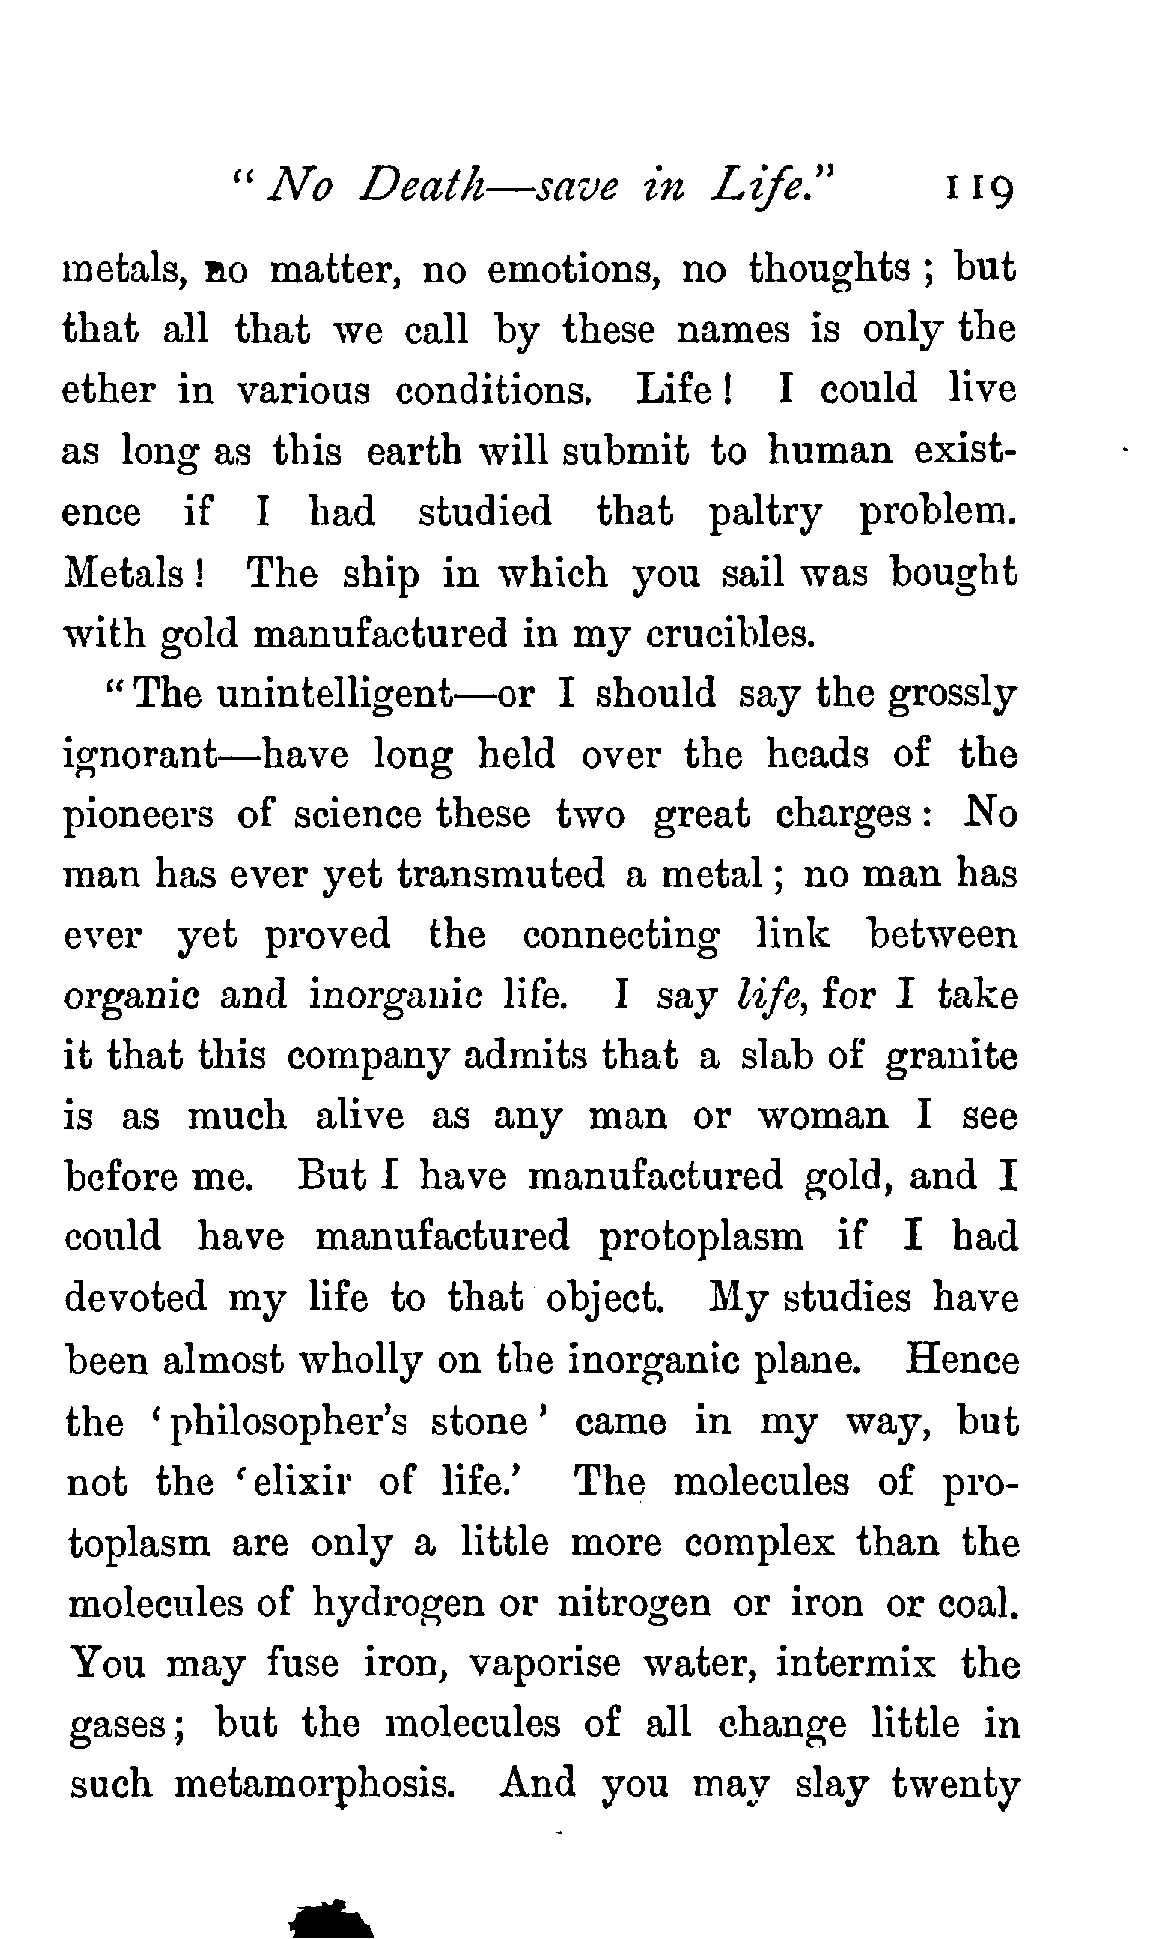 “ No Death—save in Life.” 119
metals, no matter, no emotions, no thoughts ; but
that all that we call by these names is only the
ether in various conditions. Life ! I could live
as long as this earth will submit to human exist-
ence if I had studied that paltry problem.
Metals ! The ship in which you sail was bought
with gold manufactured in my crucibles.
“ The unintelligent—or I should say the grossly
ignorant—have long held over the heads of the
pioneers of science these two great charges : No
man has ever yet transmuted a metal ; no man has
ever yet proved the connecting link between
organic and inorganic life. I say life, for I take
it that this company admits that a slab of granite
is as much alive as any man or woman I see
before me. But I have manufactured gold, and I
could have manufactured protoplasm if I had
devoted my life to that object. My studies have
been almost wholly on the inorganic plane. Hence
the ‘ philosopher’s stone ’ came in my way, but
not the ‘ elixir of life.’ The molecules of pro-
toplasm are only a little more complex than the
molecules of hydrogen or nitrogen or iron or coal.
You may fuse iron, vaporise water, intermix the
gases ; but the molecules of all change little in
such metamorphosis. And you may slay twenty